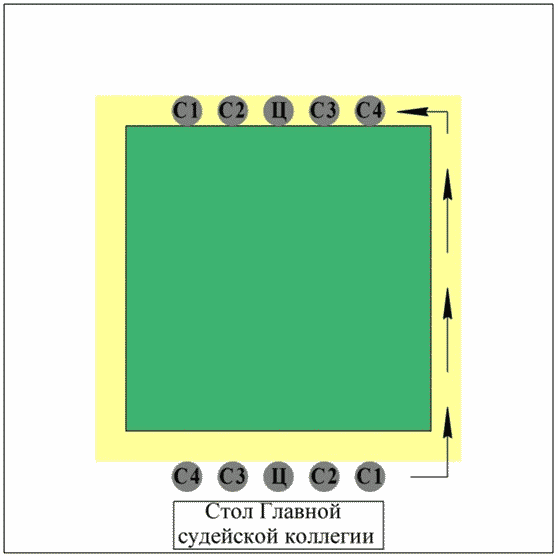 С1 С2 Ц С3 С4
С4 С3 Ц С2 С1
Стол Главной
судейской коллегии